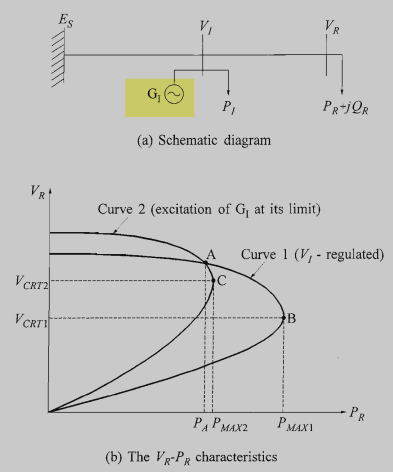 E_S
V_I
V_R
G_I
P_I
P_R+jQ_R
(a) Schematic diagram
V_R
Curve 2 (excitation of G_I at its limit)
A
Curve 1 (V_I - regulated)
V_CRT2
C
V_CRT1
B
P_R
P_A P_MAX2
P_MAX1
(b) The V_R-P_R characteristics